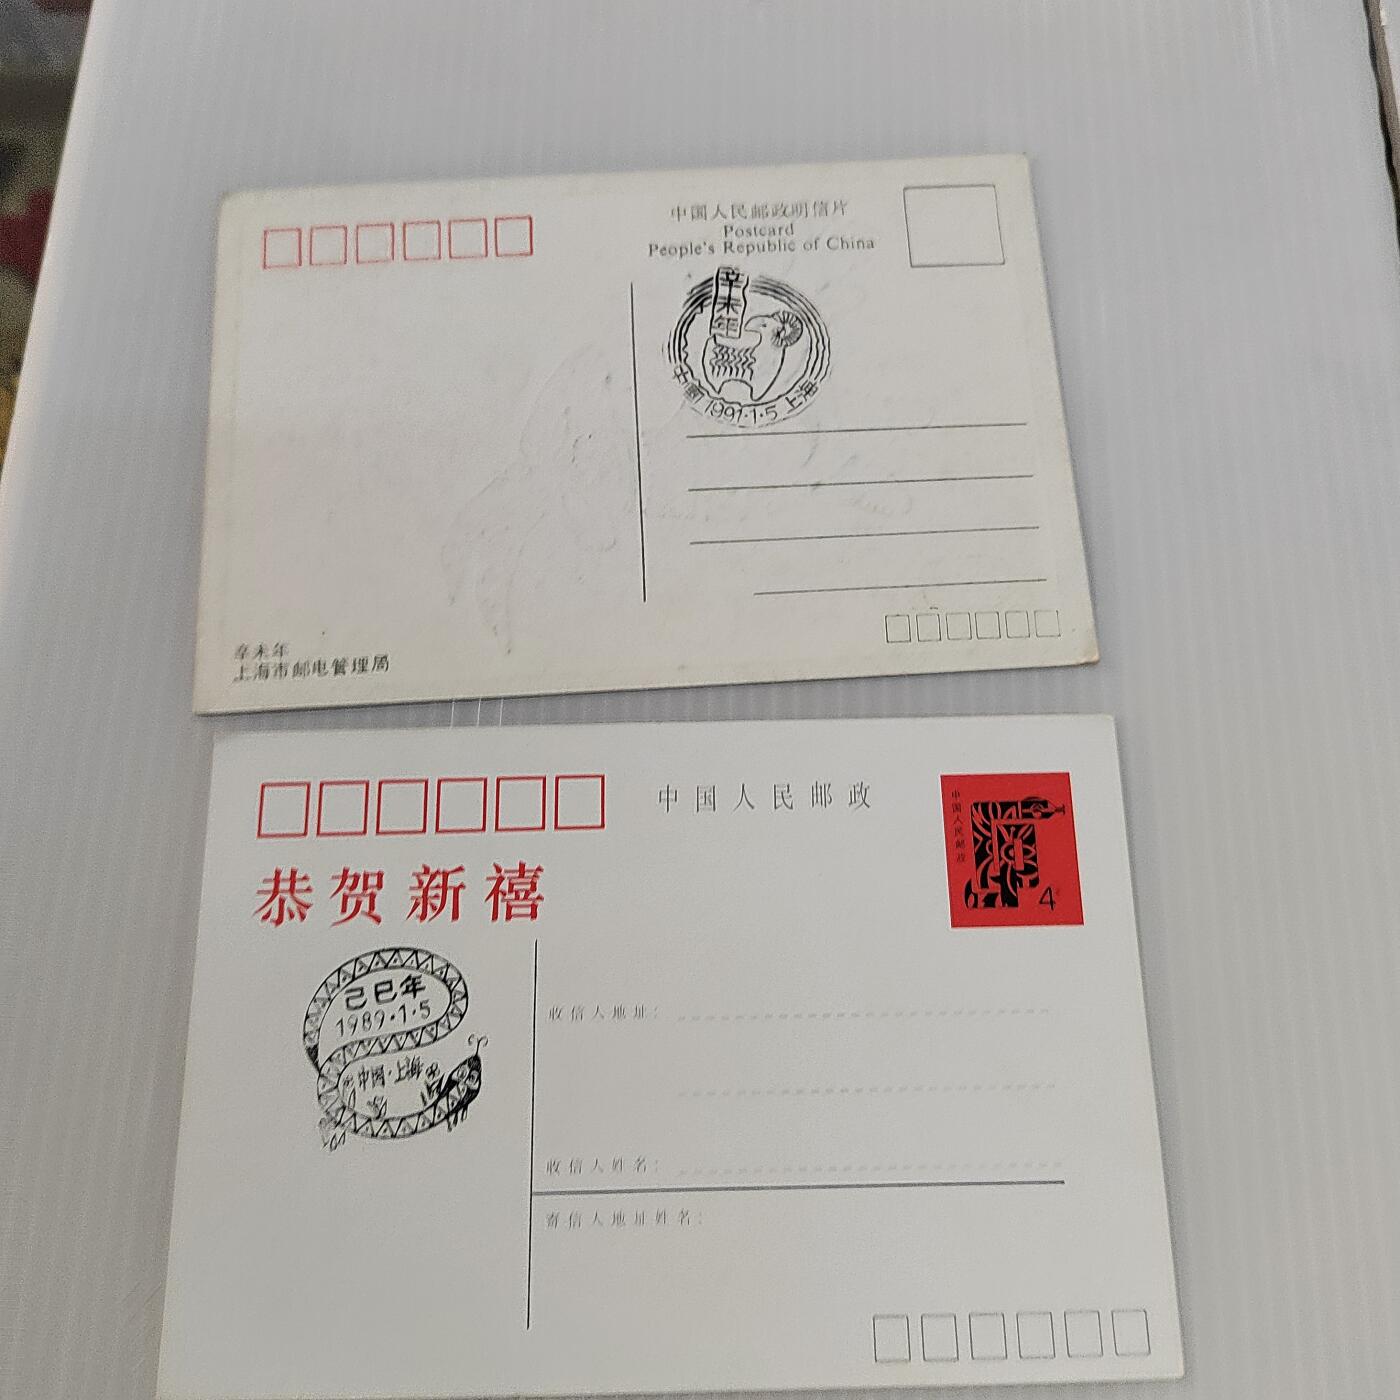 中国人民邮政明信片
Postcard
People's Republic of China
辛
未
年
中国 1991·1·5 上海
辛未年
上海市邮电管理局
中国人民邮政
中国人民邮政
4
恭贺新禧
己巳年
1989·1·5
中国·上海
收信人地址:
收信人姓名:
寄信人地址姓名: